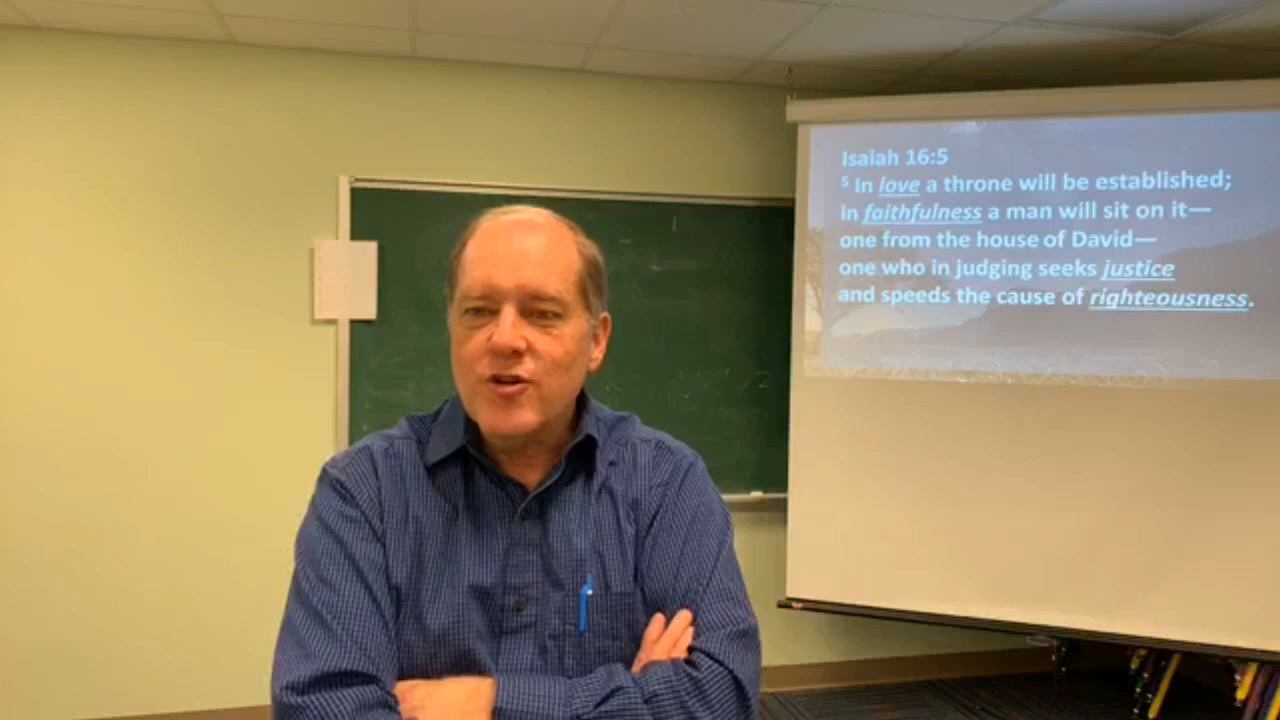 Isaiah 16:5
⁵ In love a throne will be established;
in faithfulness a man will sit on it—
one from the house of David—
one who in judging seeks justice
and speeds the cause of righteousness.